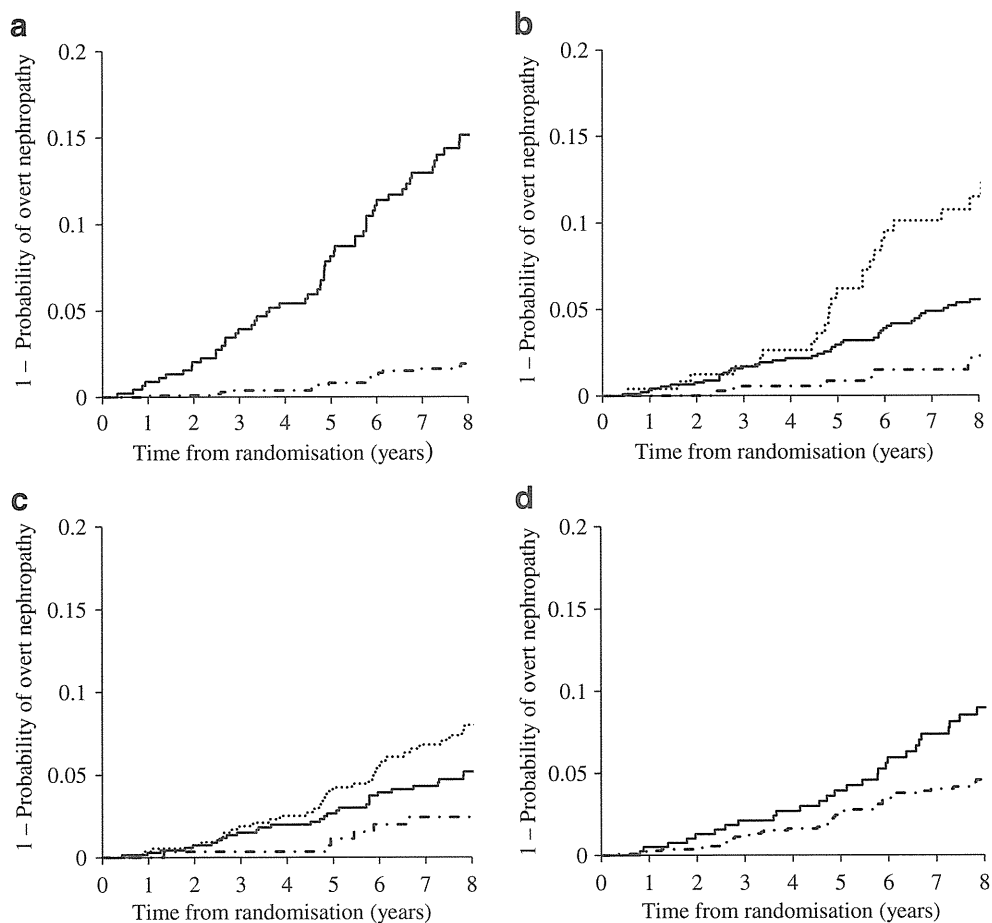 a
1 – Probability of overt nephropathy
0.2
0.15
0.1
0.05
0
0 1 2 3 4 5 6 7 8
Time from randomisation (years)
b
1 – Probability of overt nephropathy
0.2
0.15
0.1
0.05
0
0 1 2 3 4 5 6 7 8
Time from randomisation (years)
c
1 – Probability of overt nephropathy
0.2
0.15
0.1
0.05
0
0 1 2 3 4 5 6 7 8
Time from randomisation (years)
d
1 – Probability of overt nephropathy
0.2
0.15
0.1
0.05
0
0 1 2 3 4 5 6 7 8
Time from randomisation (years)